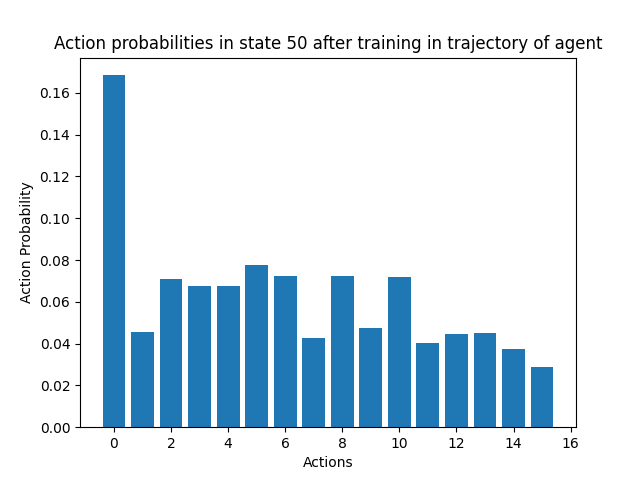 Action probabilities in state 50 after training in trajectory of agent
0.16
0.14
0.12
0.10
0.08
0.06
0.04
0.02
0.00
Action Probability
0 2 4 6 8 10 12 14 16
Actions